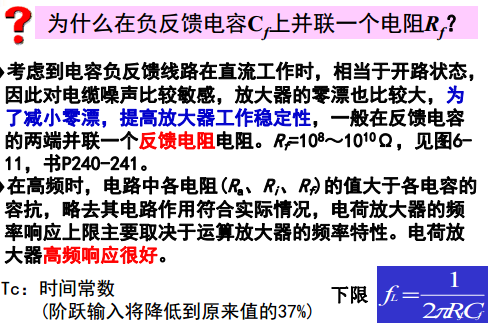 为什么在负反馈电容Cf上并联一个电阻Rf?
考虑到电容负反馈线路在直流工作时，相当于开路状态，
因此对电缆噪声比较敏感，放大器的零漂也比较大，为
了减小零漂，提高放大器工作稳定性，一般在反馈电容
的两端并联一个反馈电阻电阻。Rf=10⁸～10¹⁰Ω，见图6-
11，书P240-241。
在高频时，电路中各电阻(Ra、Ri、Rf)的值大于各电容的
容抗，略去其电路作用符合实际情况，电荷放大器的频
率响应上限主要取决于运算放大器的频率特性。电荷放
大器高频响应很好。
Tc：时间常数
(阶跃输入将降低到原来值的37%)
下限 fL = 1 / 2πRfCf